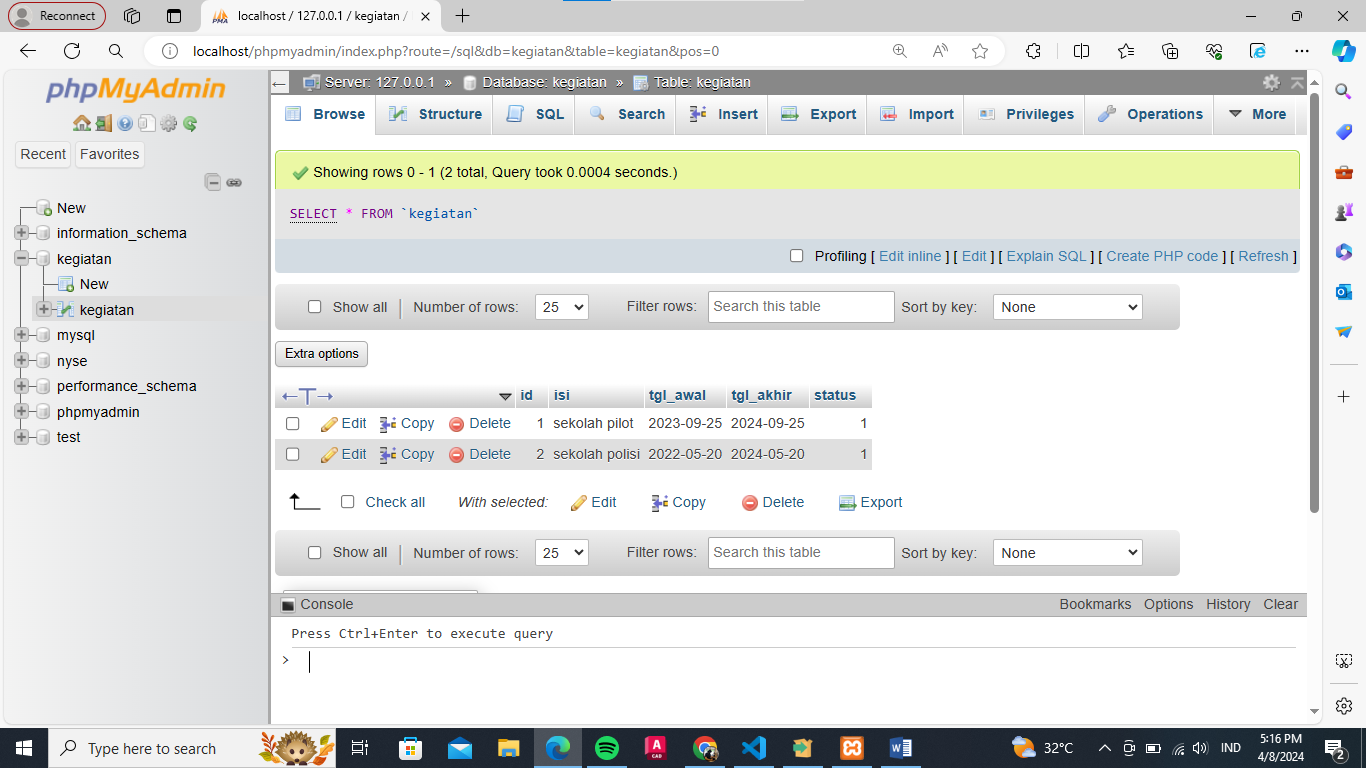 Reconnect
localhost / 127.0.0.1 / kegiatan /
localhost/phpmyadmin/index.php?route=/sql&db=kegiatan&table=kegiatan&pos=0
phpMyAdmin
Recent Favorites
New
information_schema
kegiatan
New
kegiatan
mysql
nyse
performance_schema
phpmyadmin
test
Server: 127.0.0.1 » Database: kegiatan » Table: kegiatan
Browse Structure SQL Search Insert Export Import Privileges Operations More
Showing rows 0 - 1 (2 total, Query took 0.0004 seconds.)
SELECT * FROM `kegiatan`
Profiling [ Edit inline ] [ Edit ] [ Explain SQL ] [ Create PHP code ] [ Refresh ]
Show all Number of rows: 25 Filter rows: Search this table Sort by key: None
Extra options
id isi tgl_awal tgl_akhir status
Edit Copy Delete 1 sekolah pilot 2023-09-25 2024-09-25 1
Edit Copy Delete 2 sekolah polisi 2022-05-20 2024-05-20 1
Check all With selected: Edit Copy Delete Export
Show all Number of rows: 25 Filter rows: Search this table Sort by key: None
Console Bookmarks Options History Clear
Press Ctrl+Enter to execute query
>
Type here to search
32°C
IND
5:16 PM
4/8/2024
2